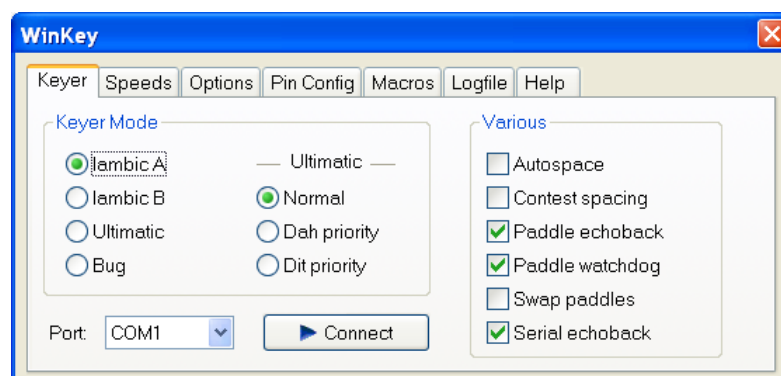 WinKey
Keyer Speeds Options Pin Config Macros Logfile Help
Keyer Mode
Iambic A
Iambic B
Ultimatic
Bug
Ultimatic
Normal
Dah priority
Dit priority
Various
Autospace
Contest spacing
Paddle echoback
Paddle watchdog
Swap paddles
Serial echoback
Port: COM1 Connect